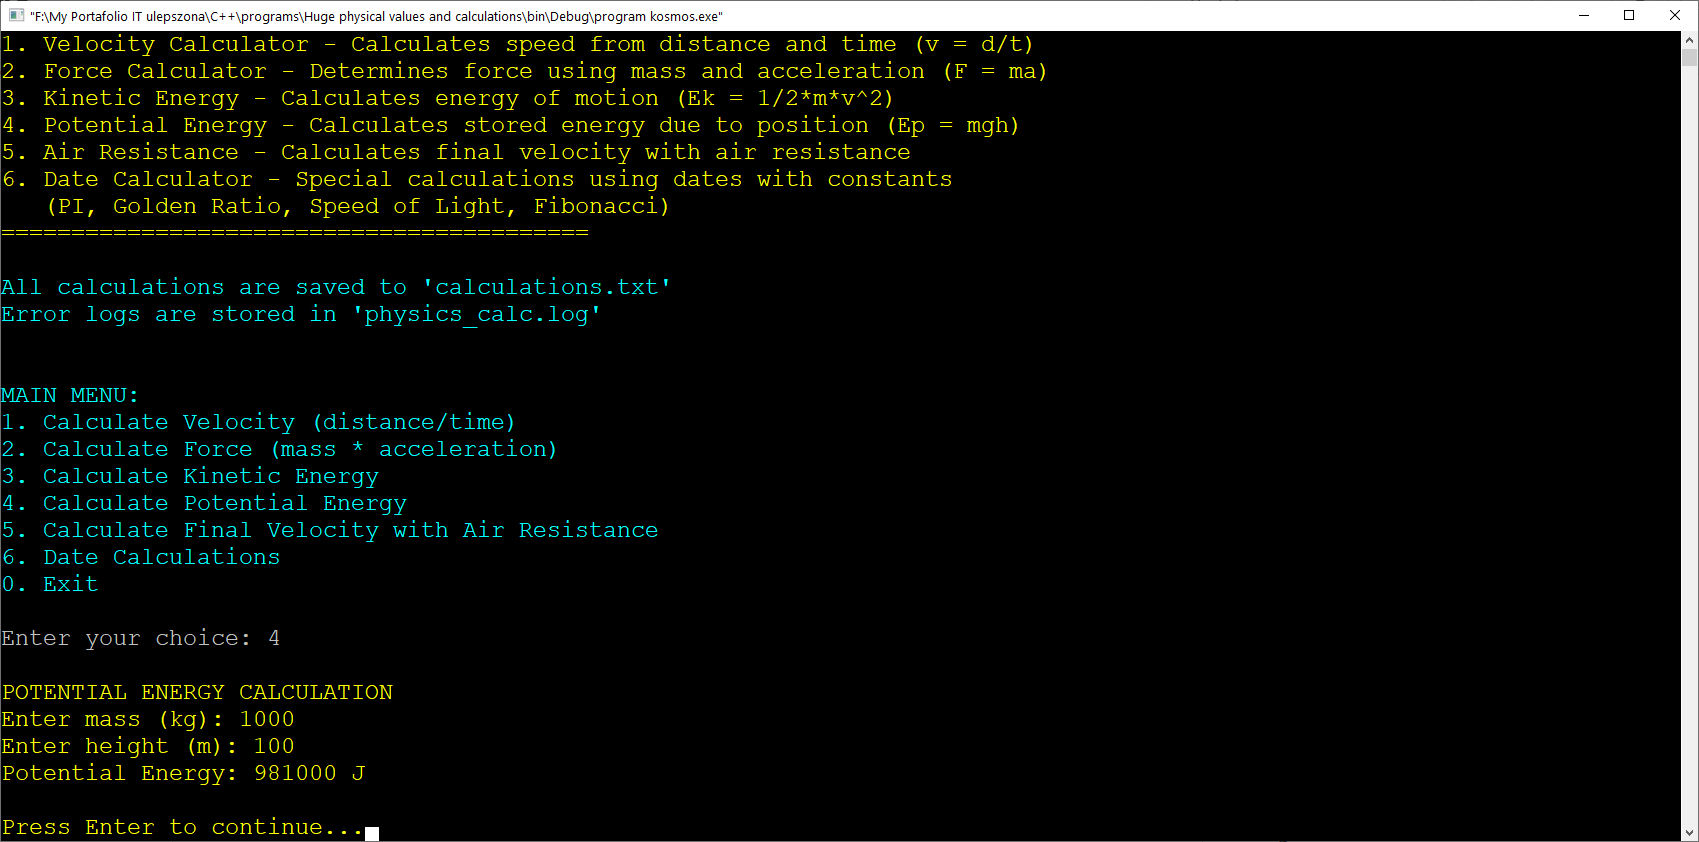 "F:\My Portafolio IT ulepszona\C++\programs\Huge physical values and calculations\bin\Debug\program kosmos.exe"
1. Velocity Calculator - Calculates speed from distance and time (v = d/t)
2. Force Calculator - Determines force using mass and acceleration (F = ma)
3. Kinetic Energy - Calculates energy of motion (Ek = 1/2*m*v^2)
4. Potential Energy - Calculates stored energy due to position (Ep = mgh)
5. Air Resistance - Calculates final velocity with air resistance
6. Date Calculator - Special calculations using dates with constants
   (PI, Golden Ratio, Speed of Light, Fibonacci)
==========================================
All calculations are saved to 'calculations.txt'
Error logs are stored in 'physics_calc.log'
MAIN MENU:
1. Calculate Velocity (distance/time)
2. Calculate Force (mass * acceleration)
3. Calculate Kinetic Energy
4. Calculate Potential Energy
5. Calculate Final Velocity with Air Resistance
6. Date Calculations
0. Exit
Enter your choice: 4
POTENTIAL ENERGY CALCULATION
Enter mass (kg): 1000
Enter height (m): 100
Potential Energy: 981000 J
Press Enter to continue...